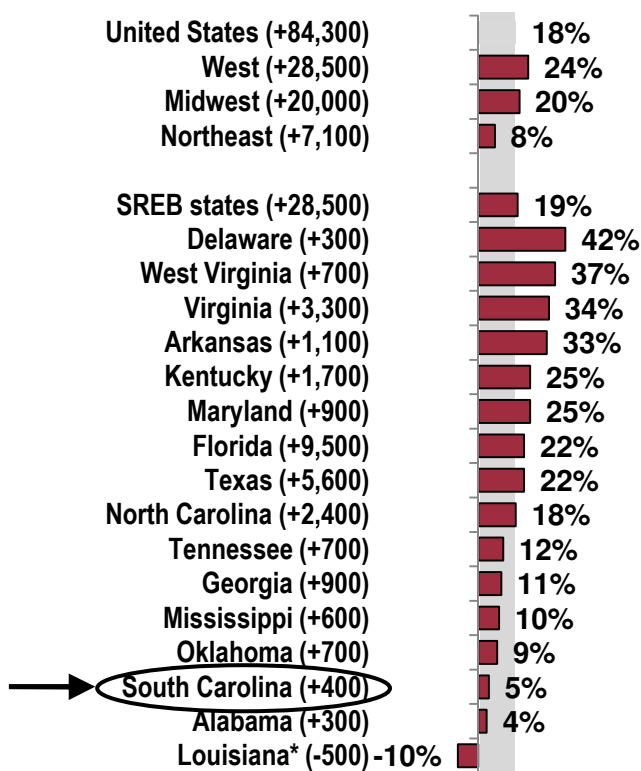 United States (+84,300) 18%
West (+28,500) 24%
Midwest (+20,000) 20%
Northeast (+7,100) 8%
SREB states (+28,500) 19%
Delaware (+300) 42%
West Virginia (+700) 37%
Virginia (+3,300) 34%
Arkansas (+1,100) 33%
Kentucky (+1,700) 25%
Maryland (+900) 25%
Florida (+9,500) 22%
Texas (+5,600) 22%
North Carolina (+2,400) 18%
Tennessee (+700) 12%
Georgia (+900) 11%
Mississippi (+600) 10%
Oklahoma (+700) 9%
South Carolina (+400) 5%
Alabama (+300) 4%
Louisiana* (-500) -10%